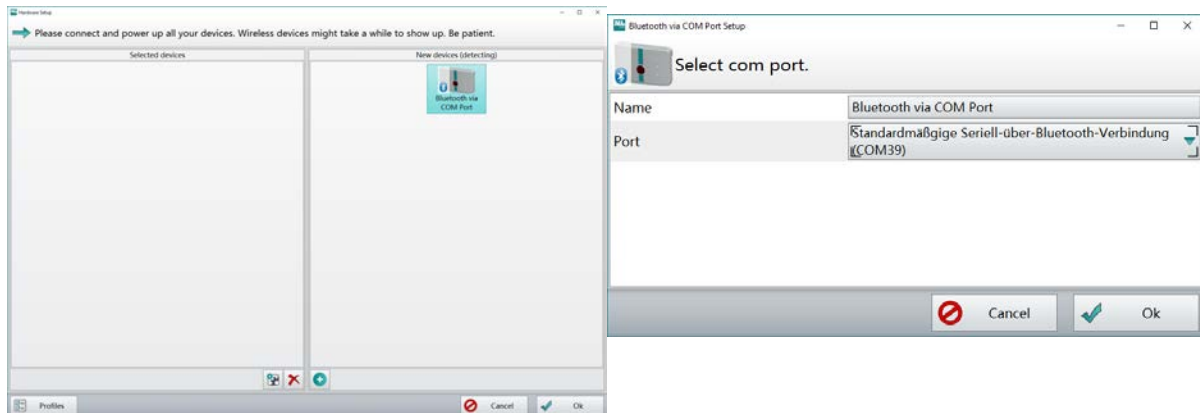 Hardware Setup
Please connect and power up all your devices. Wireless devices might take a while to show up. Be patient.
Selected devices
New devices (detecting)
Bluetooth via
COM Port
Profiles
Cancel
Ok
Bluetooth via COM Port Setup
Select com port.
Name
Bluetooth via COM Port
Port
Standardmäßgige Seriell-über-Bluetooth-Verbindung
(COM39)
Cancel
Ok